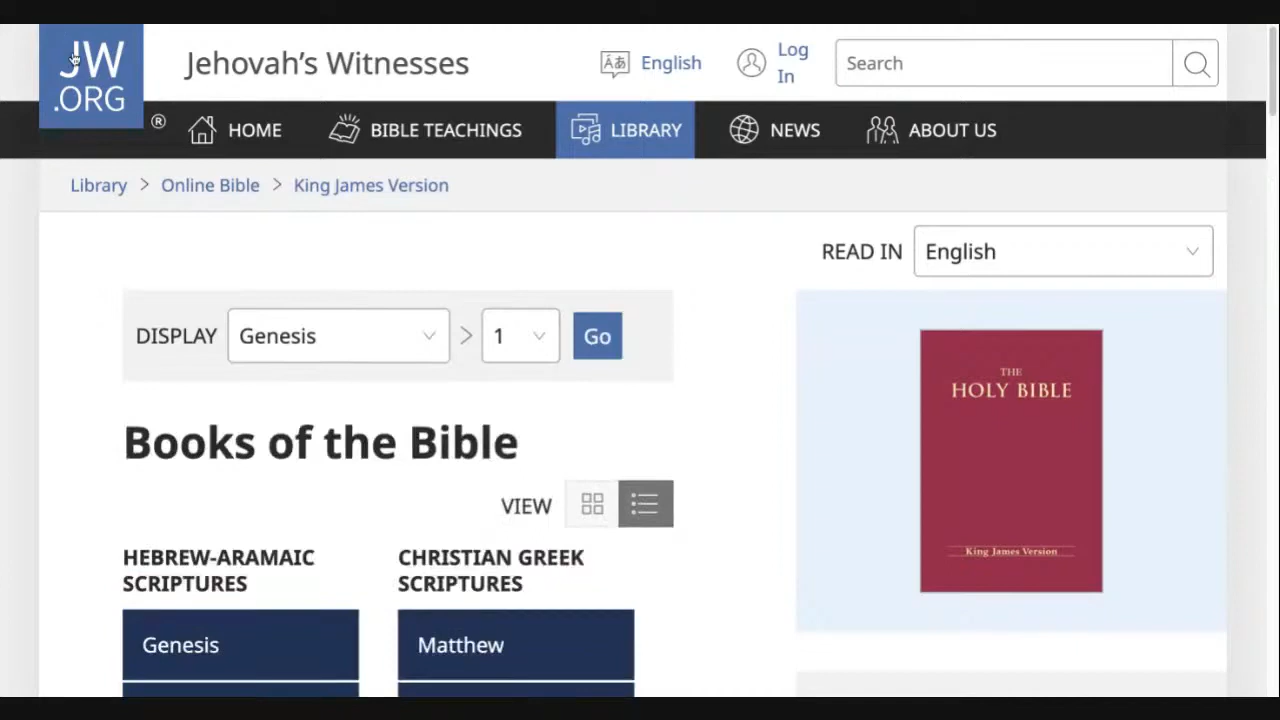 JW
.ORG
®
Jehovah's Witnesses
Aあ English
Log
In
Search
HOME
BIBLE TEACHINGS
LIBRARY
NEWS
ABOUT US
Library > Online Bible > King James Version
READ IN English
DISPLAY Genesis > 1 Go
THE
HOLY BIBLE
King James Version
Books of the Bible
VIEW
HEBREW-ARAMAIC
SCRIPTURES
CHRISTIAN GREEK
SCRIPTURES
Genesis
Matthew